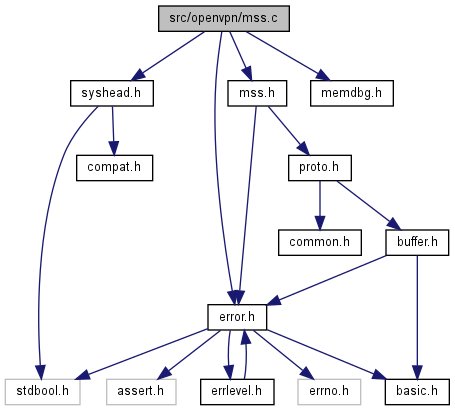 src/openvpn/mss.c
syshead.h
mss.h
memdbg.h
compat.h
proto.h
common.h
buffer.h
error.h
stdbool.h
assert.h
errlevel.h
errno.h
basic.h